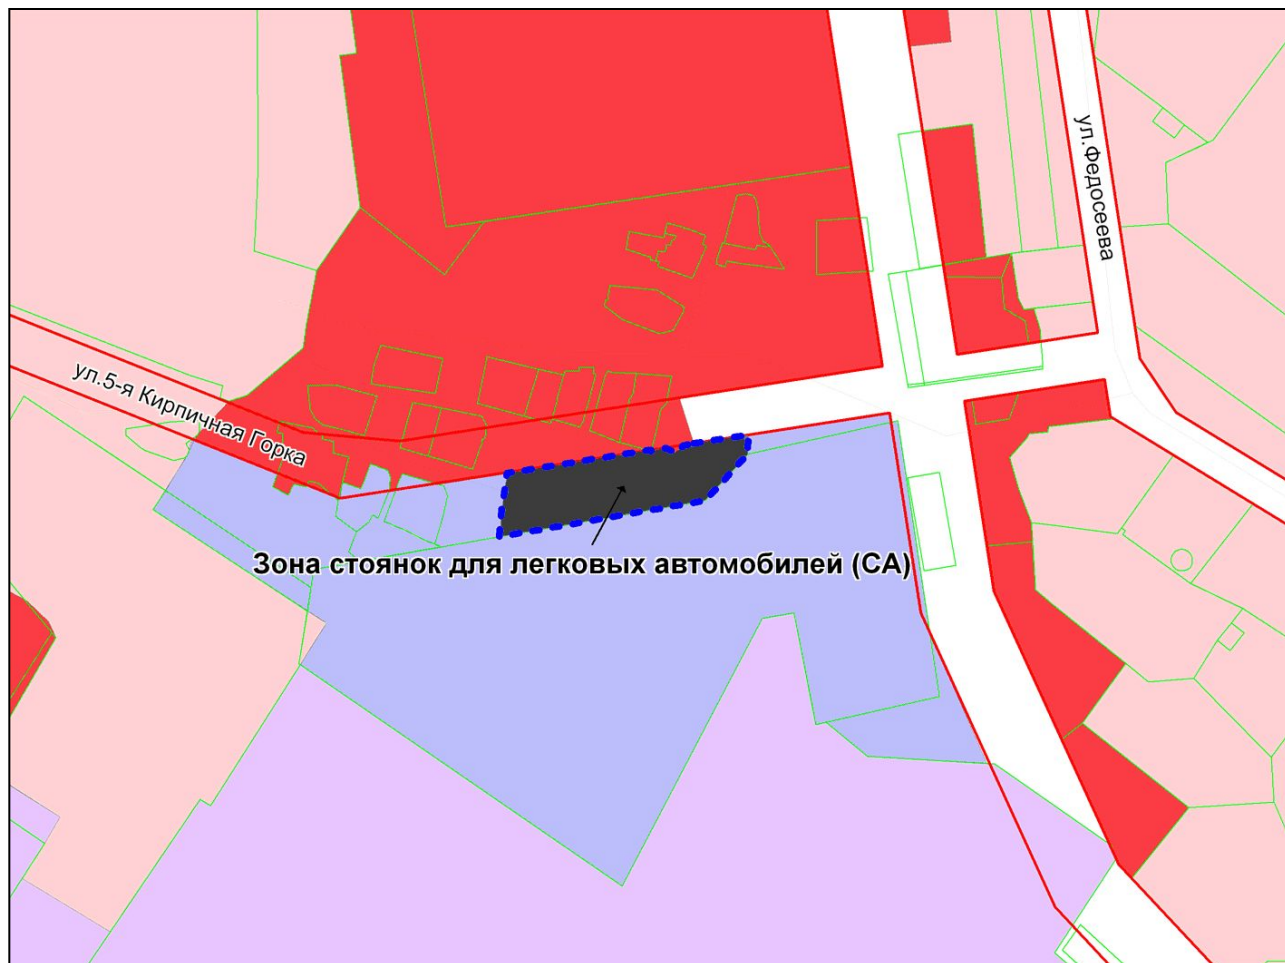 ул.Федосеева
ул.5-я Кирпичная Горка
Зона стоянок для легковых автомобилей (СА)